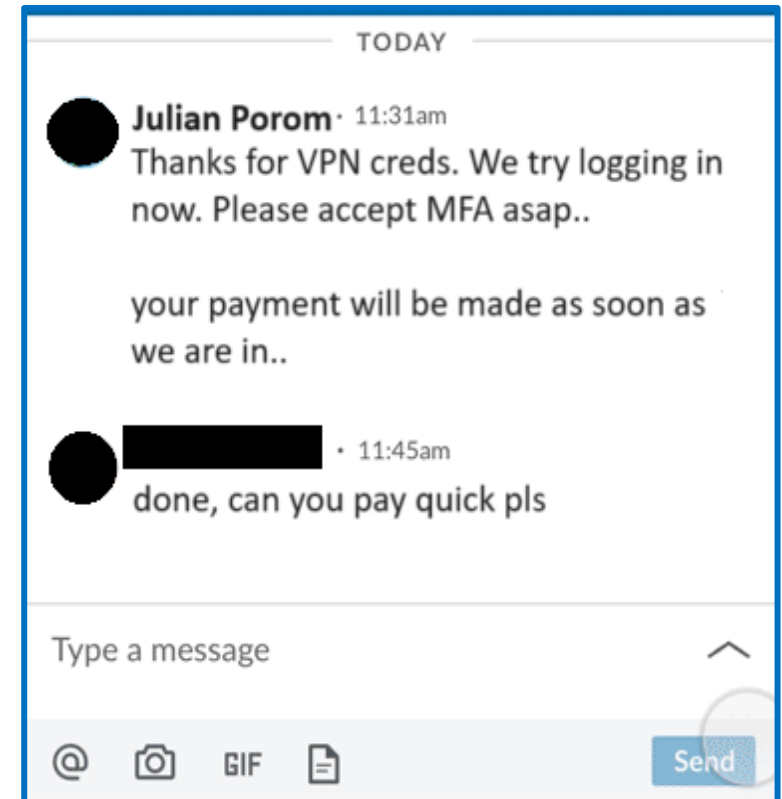 TODAY
Julian Porom · 11:31am
Thanks for VPN creds. We try logging in
now. Please accept MFA asap..
your payment will be made as soon as
we are in..
· 11:45am
done, can you pay quick pls
Type a message
@ GIF Send